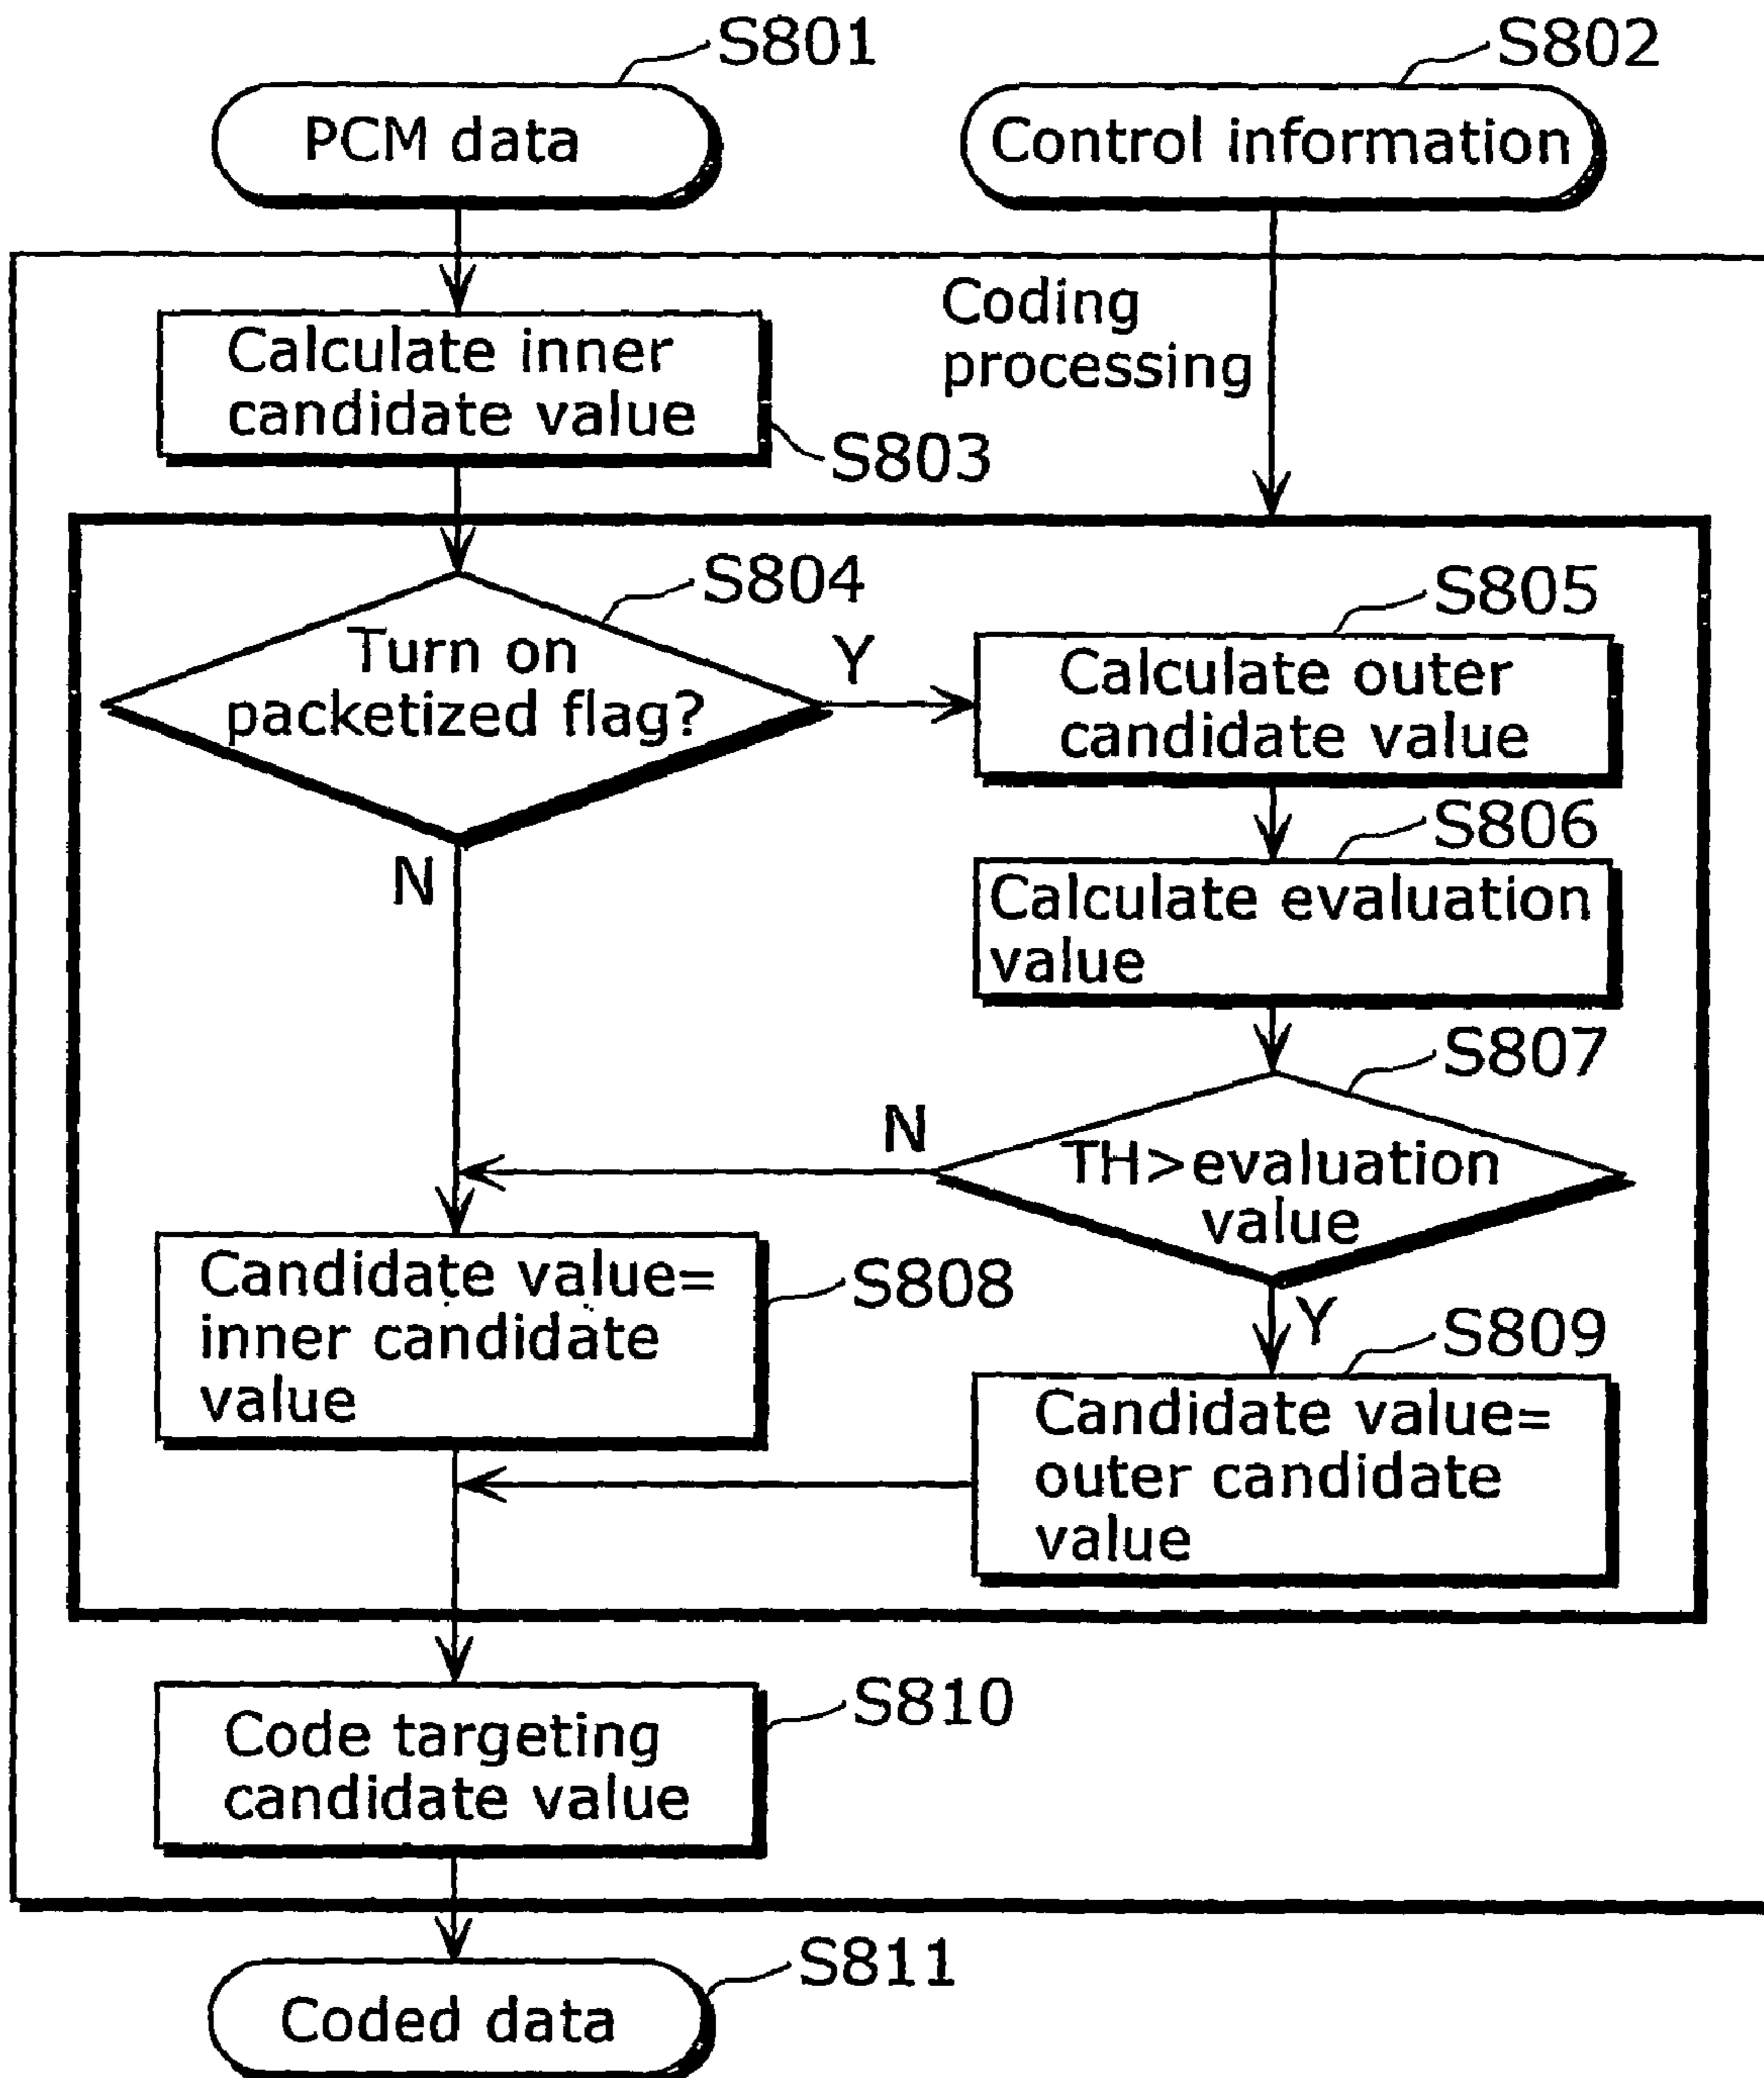 S801
S802
PCM data
Control information
Coding
processing
Calculate inner
candidate value
S803
S804
Turn on
packetized flag?
Y
N
S805
Calculate outer
candidate value
S806
Calculate evaluation
value
S807
TH>evaluation
value
N
Y
Candidate value=
inner candidate
value
S808
S809
Candidate value=
outer candidate
value
S810
Code targeting
candidate value
S811
Coded data